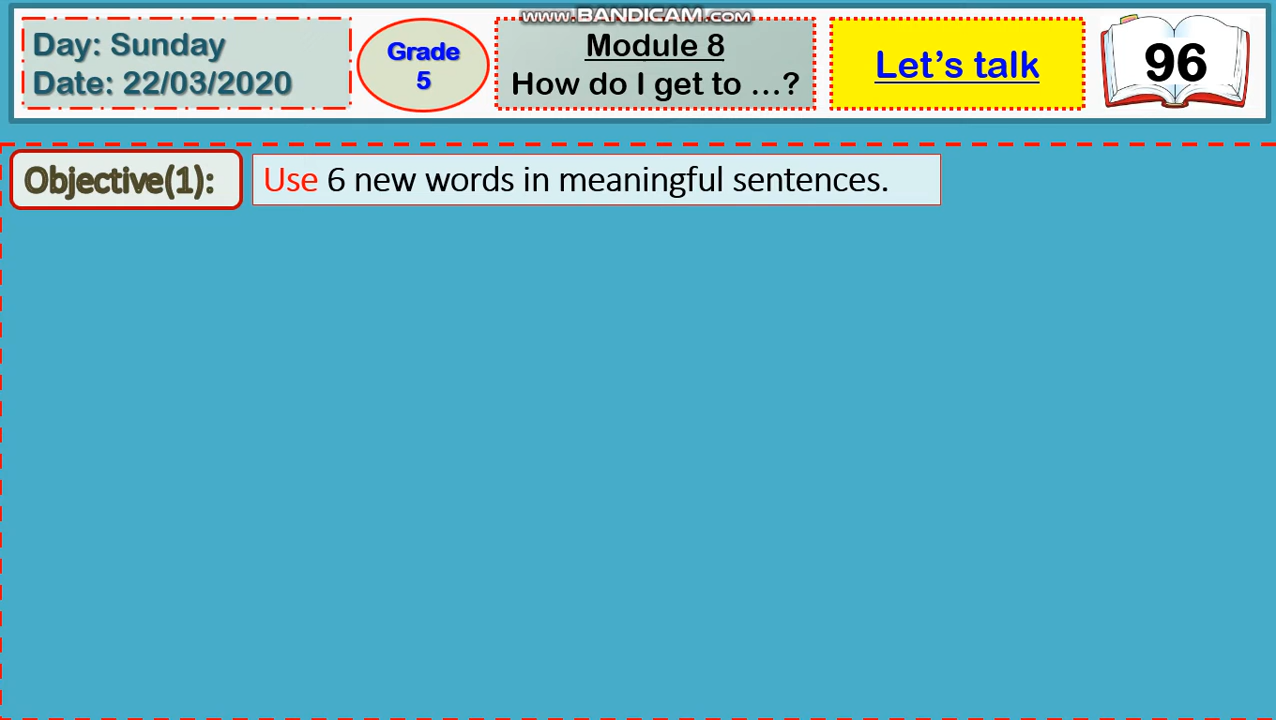 www.BANDICAM.com
Day: Sunday
Date: 22/03/2020
Grade
5
Module 8
How do I get to …?
Let’s talk
96
Objective(1):
Use 6 new words in meaningful sentences.